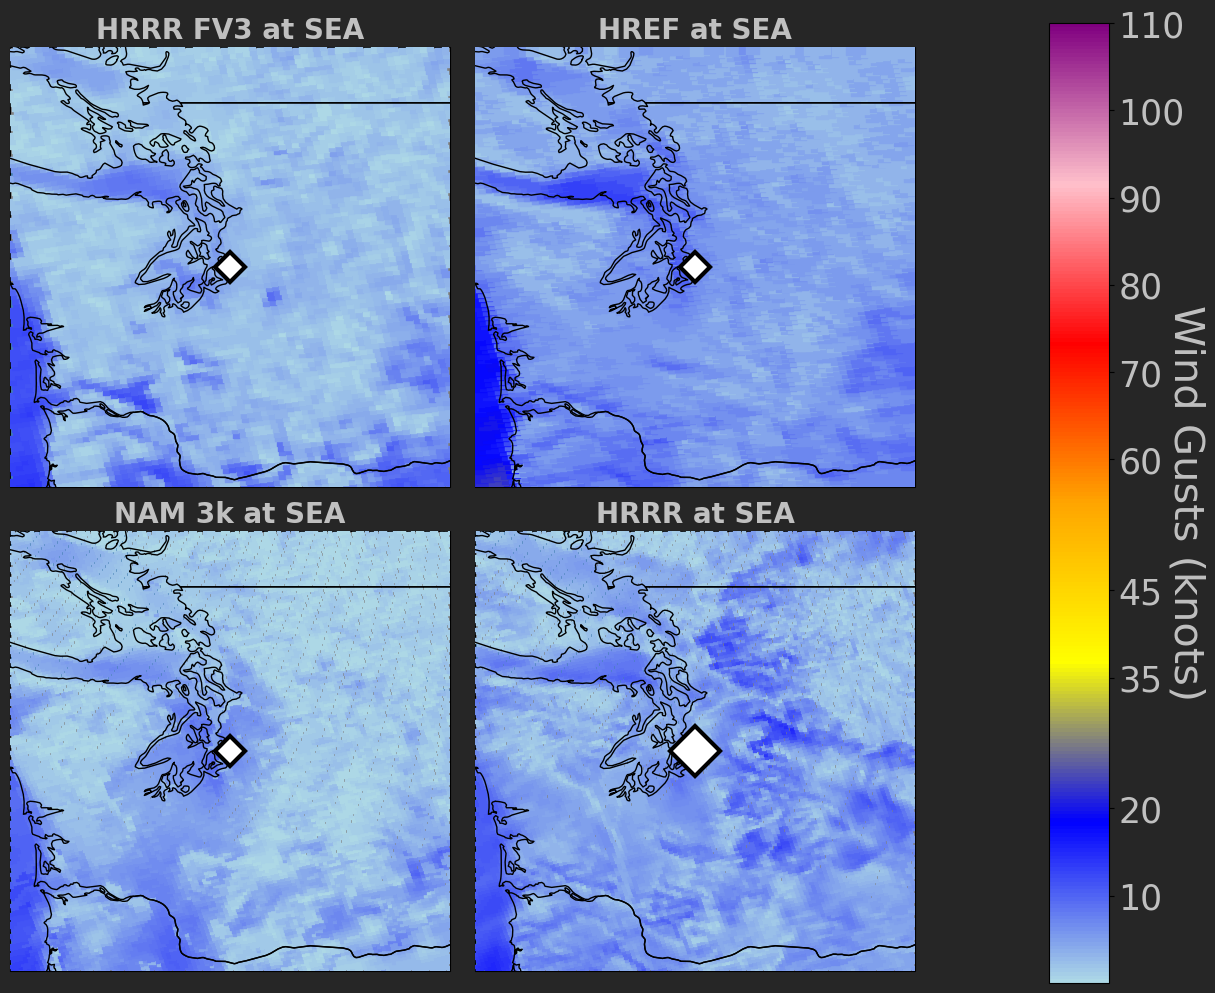 HRRR FV3 at SEA
HREF at SEA
NAM 3k at SEA
HRRR at SEA
110
100
90
80
70
60
45
35
20
10
Wind Gusts (knots)